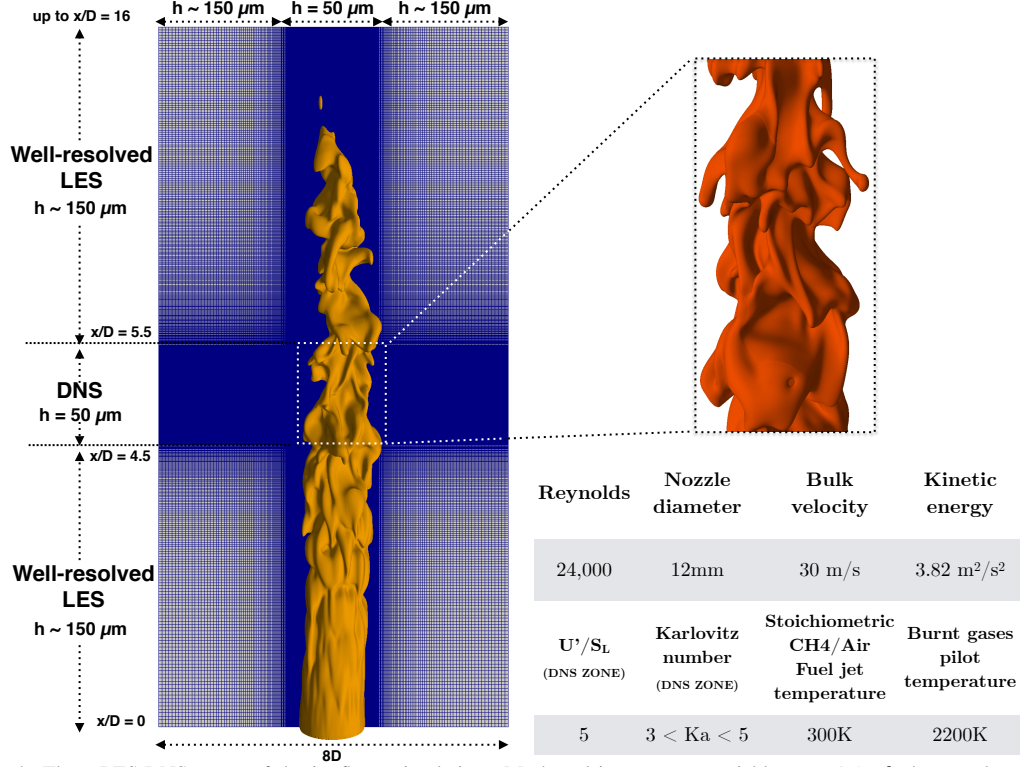 up to x/D = 16
h ~ 150 µm
h = 50 µm
h ~ 150 µm
Well-resolved
LES
h ~ 150 µm
x/D = 5.5
DNS
h = 50 µm
x/D = 4.5
Well-resolved
LES
h ~ 150 µm
x/D = 0
8D
Reynolds
Nozzle
diameter
Bulk
velocity
Kinetic
energy
24,000
12mm
30 m/s
3.82 m²/s²
U'/SL
(DNS ZONE)
Karlovitz
number
(DNS ZONE)
Stoichiometric
CH4/Air
Fuel jet
temperature
Burnt gases
pilot
temperature
5
3 < Ka < 5
300K
2200K